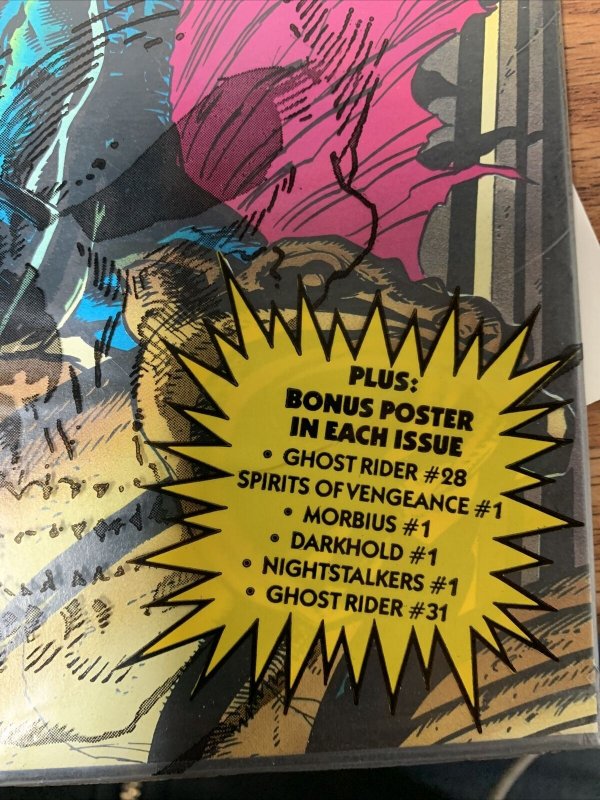 PLUS:
BONUS POSTER
IN EACH ISSUE
• GHOST RIDER #28
SPIRITS OF VENGEANCE #1
• MORBIUS #1
• DARKHOLD #1
• NIGHTSTALKERS #1
• GHOST RIDER #31